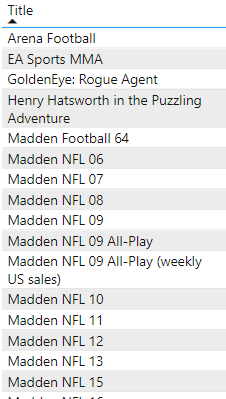 Title
Arena Football
EA Sports MMA
GoldenEye: Rogue Agent
Henry Hatsworth in the Puzzling
Adventure
Madden Football 64
Madden NFL 06
Madden NFL 07
Madden NFL 08
Madden NFL 09
Madden NFL 09 All-Play
Madden NFL 09 All-Play (weekly
US sales)
Madden NFL 10
Madden NFL 11
Madden NFL 12
Madden NFL 13
Madden NFL 15